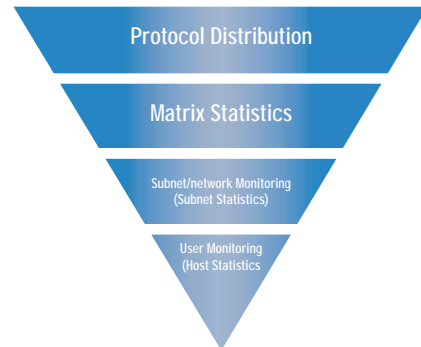 Protocol Distribution
Matrix Statistics
Subnet/network Monitoring
(Subnet Statistics)
User Monitoring
(Host Statistics